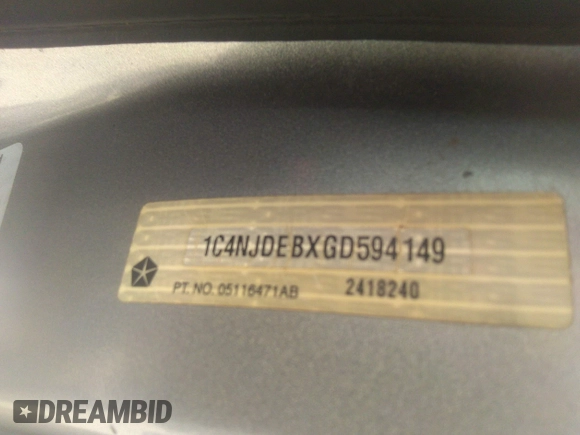 1C4NJDEBXGD594149
PT. NO. 05116471AB 2418240
DREAMBID